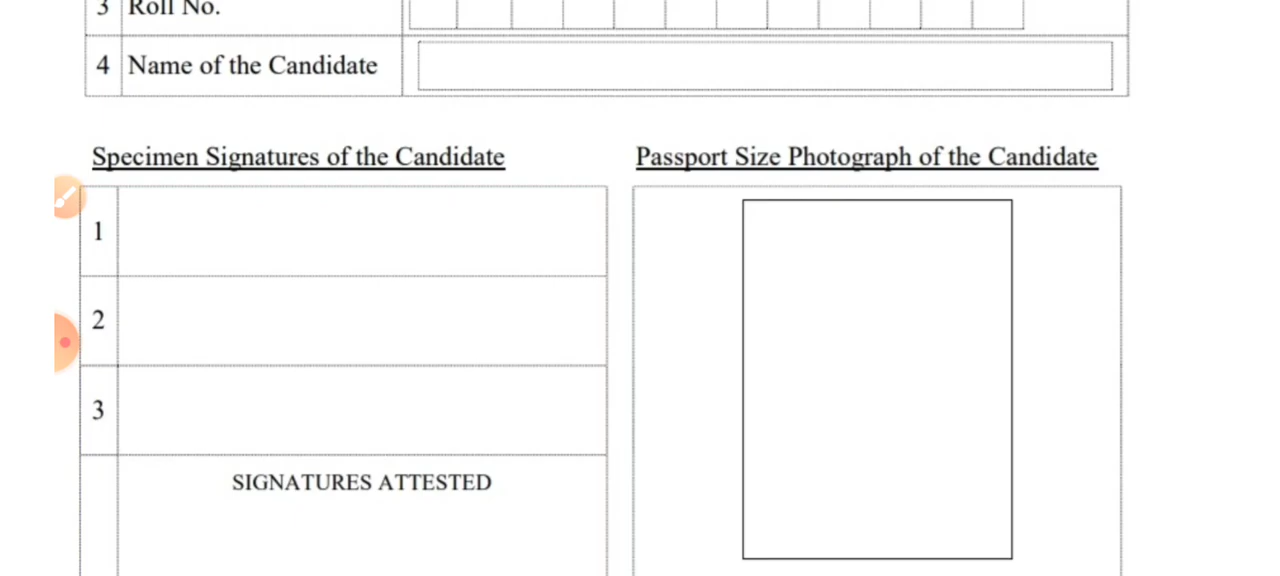 3 Roll No.
4 Name of the Candidate
Specimen Signatures of the Candidate
Passport Size Photograph of the Candidate
1
2
3
SIGNATURES ATTESTED